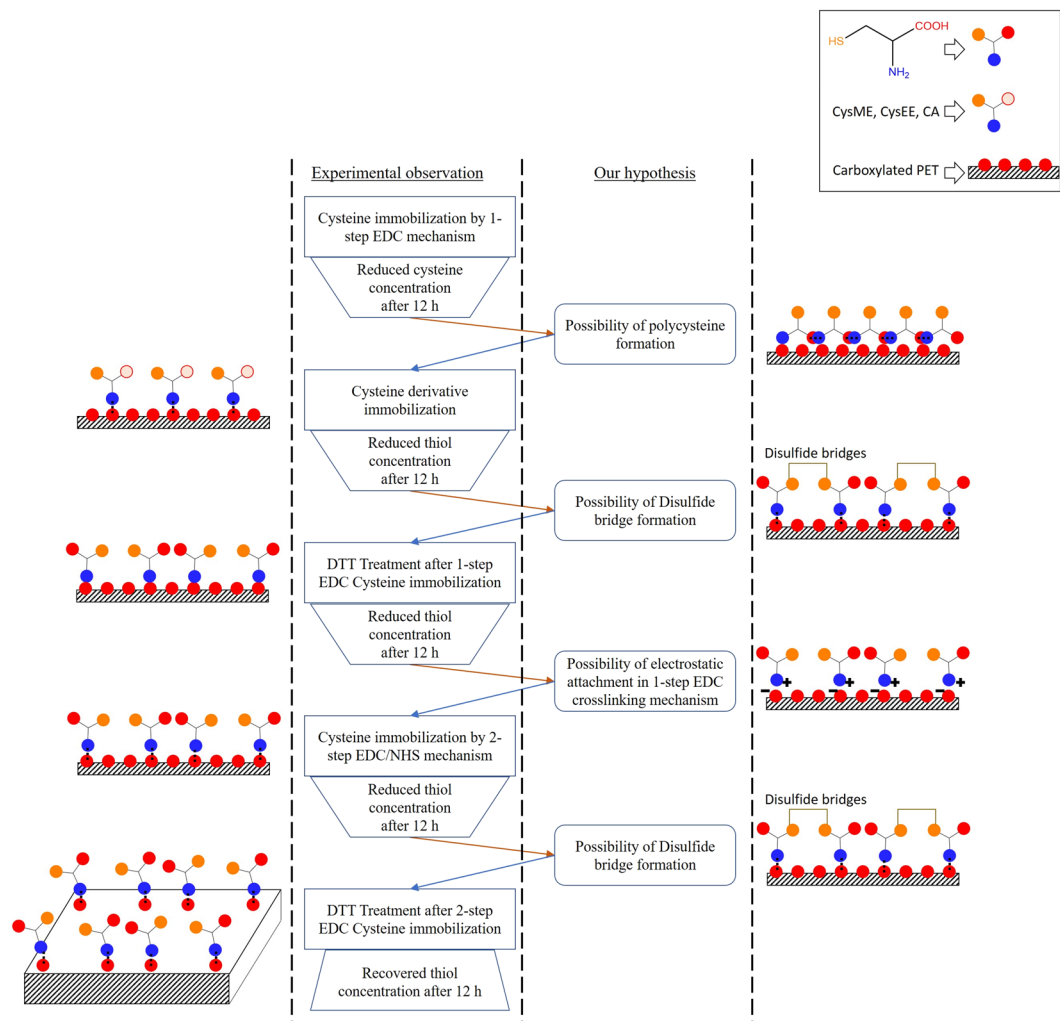 HS
COOH
NH2
CysME, CysEE, CA
Carboxylated PET
Experimental observation
Our hypothesis
Cysteine immobilization by 1-
step EDC mechanism
Reduced cysteine
concentration
after 12 h
Possibility of polycysteine
formation
Cysteine derivative
immobilization
Reduced thiol
concentration
after 12 h
Disulfide bridges
Possibility of Disulfide
bridge formation
DTT Treatment after 1-step
EDC Cysteine immobilization
Reduced thiol
concentration
after 12 h
Possibility of electrostatic
attachment in 1-step EDC
crosslinking mechanism
+ + + +
- - - -
Cysteine immobilization by 2-
step EDC/NHS mechanism
Reduced thiol
concentration
after 12 h
Disulfide bridges
Possibility of Disulfide
bridge formation
DTT Treatment after 2-step
EDC Cysteine immobilization
Recovered thiol
concentration after 12 h